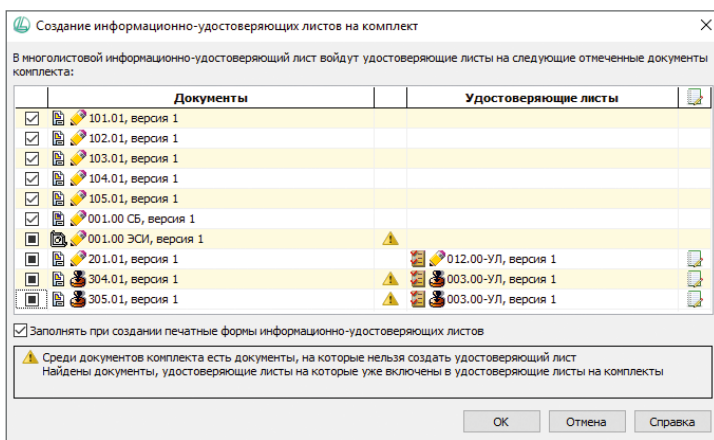 Создание информационно-удостоверяющих листов на комплект
В многолистовой информационно-удостоверяющий лист войдут удостоверяющие листы на следующие отмеченные документы
комплекта:
Документы Удостоверяющие листы
101.01, версия 1
102.01, версия 1
103.01, версия 1
104.01, версия 1
105.01, версия 1
001.00 СБ, версия 1
001.00 ЭСИ, версия 1
201.01, версия 1 012.00-УЛ, версия 1
304.01, версия 1 003.00-УЛ, версия 1
305.01, версия 1 003.00-УЛ, версия 1
Заполнять при создании печатные формы информационно-удостоверяющих листов
Среди документов комплекта есть документы, на которые нельзя создать удостоверяющий лист
Найдены документы, удостоверяющие листы на которые уже включены в удостоверяющие листы на комплекты
ОК Отмена Справка